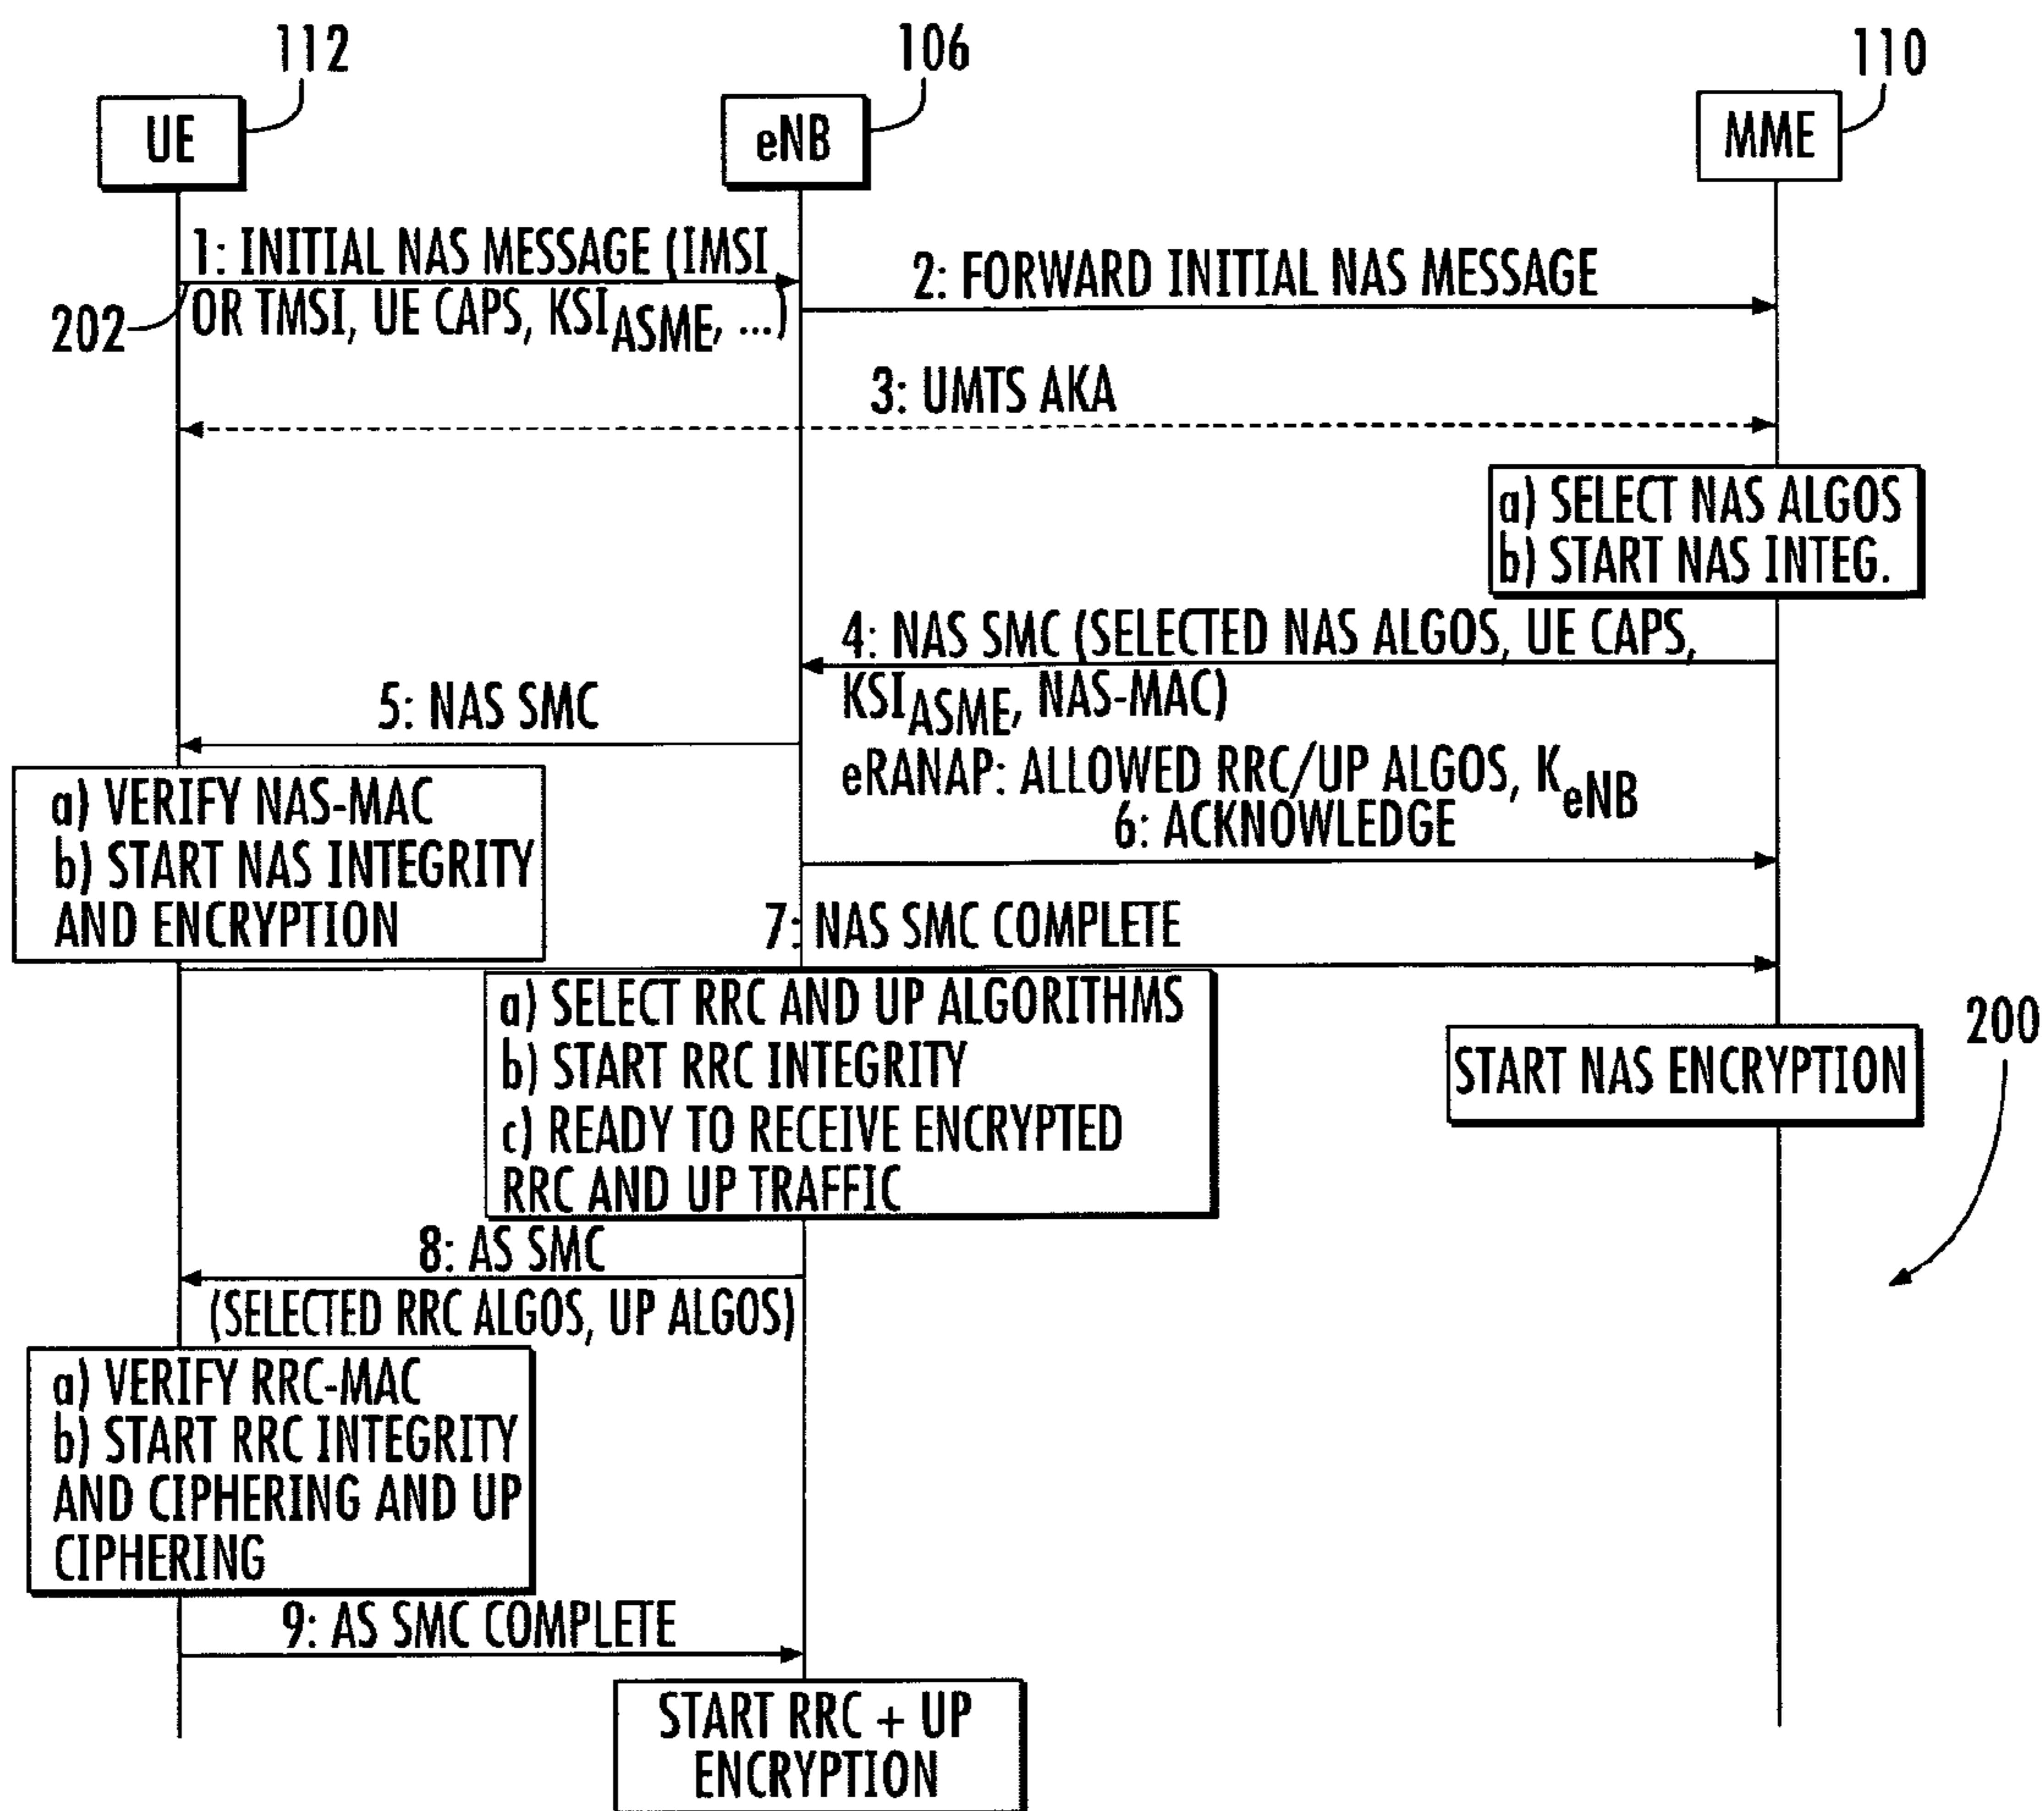 112
106
110
UE
eNB
MME
1: INITIAL NAS MESSAGE (IMSI
OR TMSI, UE CAPS, KSI ASME, ...)
202
2: FORWARD INITIAL NAS MESSAGE
3: UMTS AKA
a) SELECT NAS ALGOS
b) START NAS INTEG.
4: NAS SMC (SELECTED NAS ALGOS, UE CAPS,
KSI ASME, NAS-MAC)
eRANAP: ALLOWED RRC/UP ALGOS, K eNB
5: NAS SMC
a) VERIFY NAS-MAC
b) START NAS INTEGRITY
AND ENCRYPTION
6: ACKNOWLEDGE
7: NAS SMC COMPLETE
a) SELECT RRC AND UP ALGORITHMS
b) START RRC INTEGRITY
c) READY TO RECEIVE ENCRYPTED
RRC AND UP TRAFFIC
START NAS ENCRYPTION
200
8: AS SMC
(SELECTED RRC ALGOS, UP ALGOS)
a) VERIFY RRC-MAC
b) START RRC INTEGRITY
AND CIPHERING AND UP
CIPHERING
9: AS SMC COMPLETE
START RRC + UP
ENCRYPTION